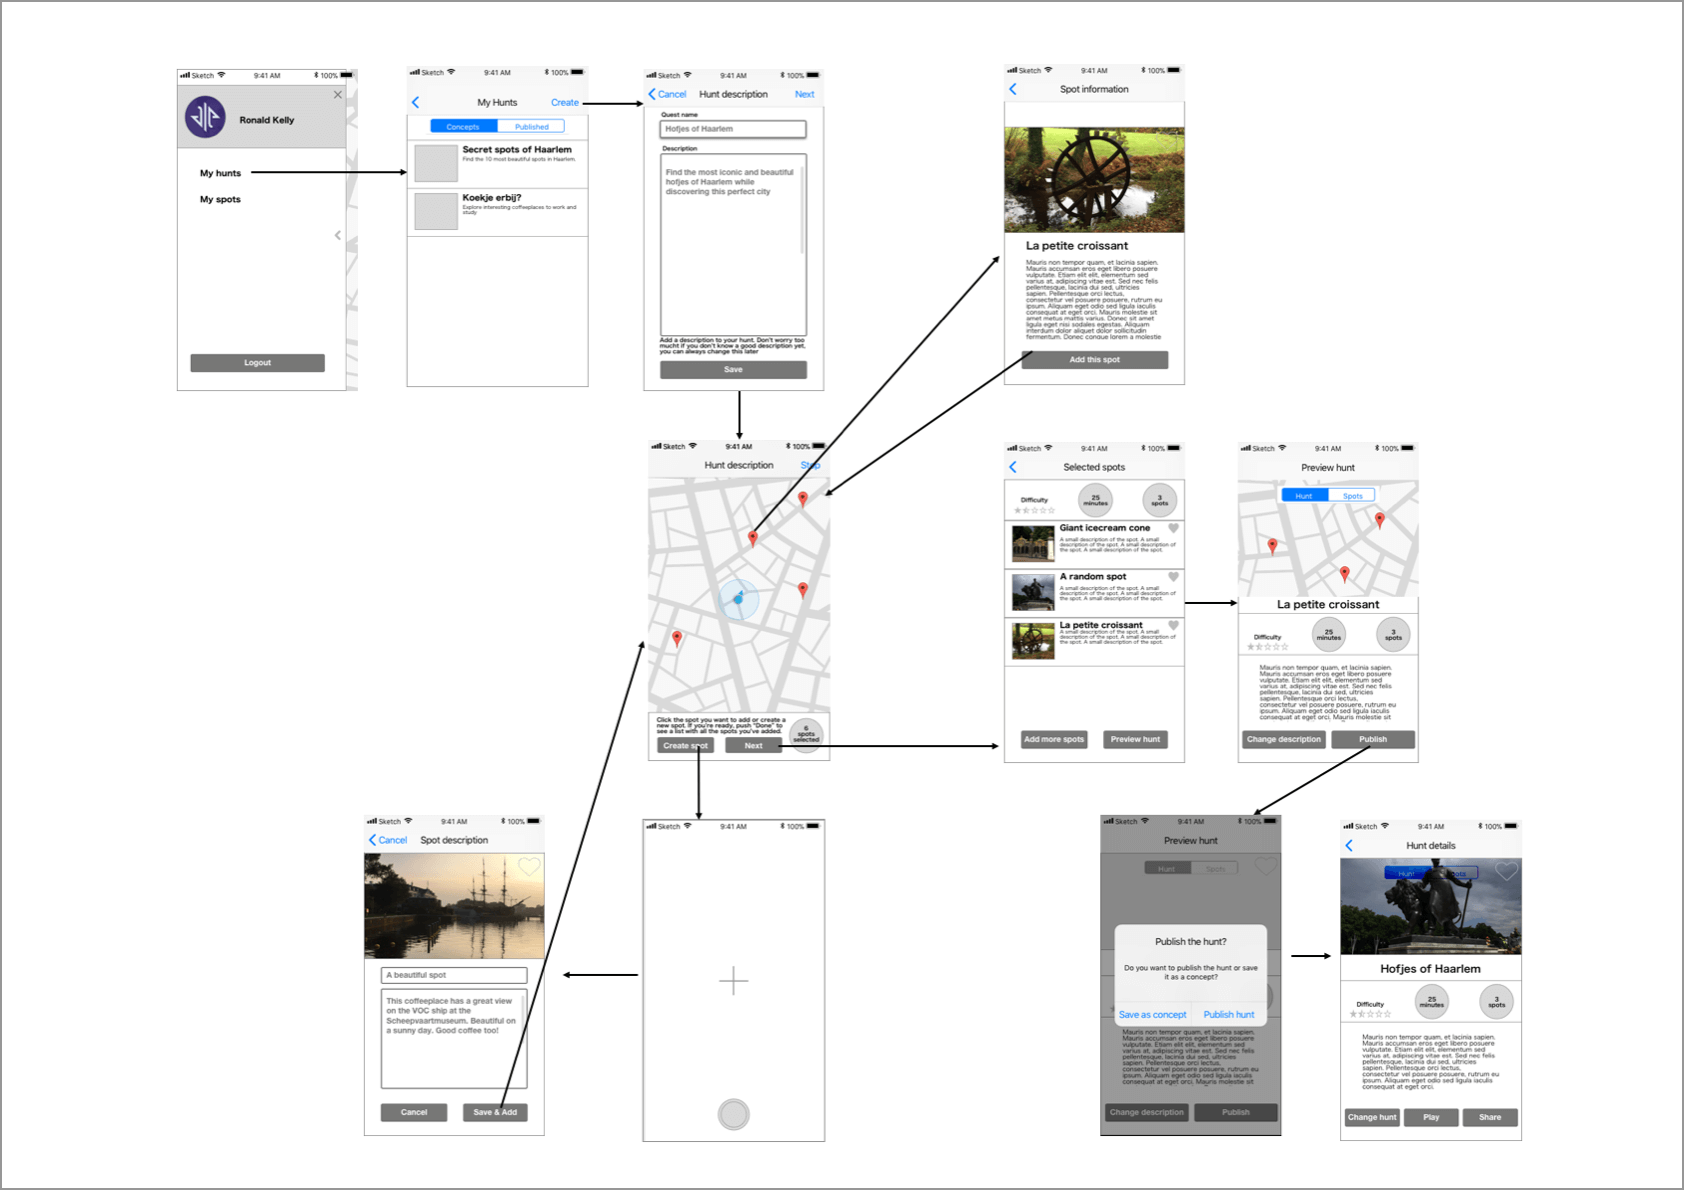 Sketch 9:41 AM 100%
Ronald Kelly
My hunts
My spots
Logout
Sketch 9:41 AM 100%
My Hunts Create
Concepts Published
Secret spots of Haarlem
Find the 10 most beautiful spots in Haarlem.
Koekje erbij?
Explore interesting coffeeplaces to work and
study
Sketch 9:41 AM 100%
Cancel Hunt description Next
Quest name
Hofjes of Haarlem
Description
Find the most iconic and beautiful
hofjes of Haarlem while
discovering this perfect city
Add a description to your hunt. Don't worry too
mucht if you don't know a good description yet,
you can always change this later
Save
Sketch 9:41 AM 100%
Spot information
La petite croissant
Mauris non tempor quam, et lacinia sapien.
Mauris accumsan eros eget libero posuere
vulputate. Etiam elit elit, elementum sed
varius at, adipiscing vitae est. Sed nec felis
pellentesque, lacinia dui sed, ultricies
sapien. Pellentesque orci lectus,
consectetur vel posuere posuere, rutrum eu
ipsum. Aliquam eget odio sed ligula iaculis
consequat at eget orci. Mauris molestie sit
amet metus mattis varius. Donec sit amet
ligula eget nisi sodales egestas. Aliquam
interdum dolor aliquet dolor sollicitudin
fermentum. Donec congue lorem a molestie
Add this spot
Sketch 9:41 AM 100%
Hunt description Stop
Click the spot you want to add or create a
new spot. If you're ready, push "Done" to
see a list with all the spots you've added.
6
spots
selected
Create spot Next
Sketch 9:41 AM 100%
Selected spots
Difficulty
25
minutes
3
spots
Giant icecream cone
A small description of the spot. A small
description of the spot. A small description of
the spot. A small description of the spot.
A random spot
A small description of the spot. A small
description of the spot. A small description of
the spot. A small description of the spot.
La petite croissant
A small description of the spot. A small
description of the spot. A small description of
the spot. A small description of the spot.
Add more spots Preview hunt
Sketch 9:41 AM 100%
Preview hunt
Hunt Spots
La petite croissant
Difficulty
25
minutes
3
spots
Mauris non tempor quam, et lacinia sapien.
Mauris accumsan eros eget libero posuere
vulputate. Etiam elit elit, elementum sed
varius at, adipiscing vitae est. Sed nec felis
pellentesque, lacinia dui sed, ultricies
sapien. Pellentesque orci lectus,
consectetur vel posuere posuere, rutrum eu
ipsum. Aliquam eget odio sed ligula iaculis
consequat at eget orci. Mauris molestie sit
Change description Publish
Sketch 9:41 AM 100%
Cancel Spot description
A beautiful spot
This coffeeplace has a great view
on the VOC ship at the
Scheepvaartmuseum. Beautiful on
a sunny day. Good coffee too!
Cancel Save & Add
Sketch 9:41 AM 100%
Sketch 9:41 AM 100%
Preview hunt
Hunt Spots
Publish the hunt?
Do you want to publish the hunt or save
it as a concept?
Save as concept Publish hunt
Mauris non tempor quam, et lacinia sapien.
Mauris accumsan eros eget libero posuere
vulputate. Etiam elit elit, elementum sed
varius at, adipiscing vitae est. Sed nec felis
pellentesque, lacinia dui sed, ultricies
sapien. Pellentesque orci lectus,
consectetur vel posuere posuere, rutrum eu
ipsum. Aliquam eget odio sed ligula iaculis
consequat at eget orci. Mauris molestie sit
Change description Publish
Sketch 9:41 AM 100%
Hunt details
Hunt Spots
Hofjes of Haarlem
Difficulty
25
minutes
3
spots
Mauris non tempor quam, et lacinia sapien.
Mauris accumsan eros eget libero posuere
vulputate. Etiam elit elit, elementum sed
varius at, adipiscing vitae est. Sed nec felis
pellentesque, lacinia dui sed, ultricies
sapien. Pellentesque orci lectus,
consectetur vel posuere posuere, rutrum eu
ipsum. Aliquam eget odio sed ligula iaculis
consequat at eget orci.
Change hunt Play Share